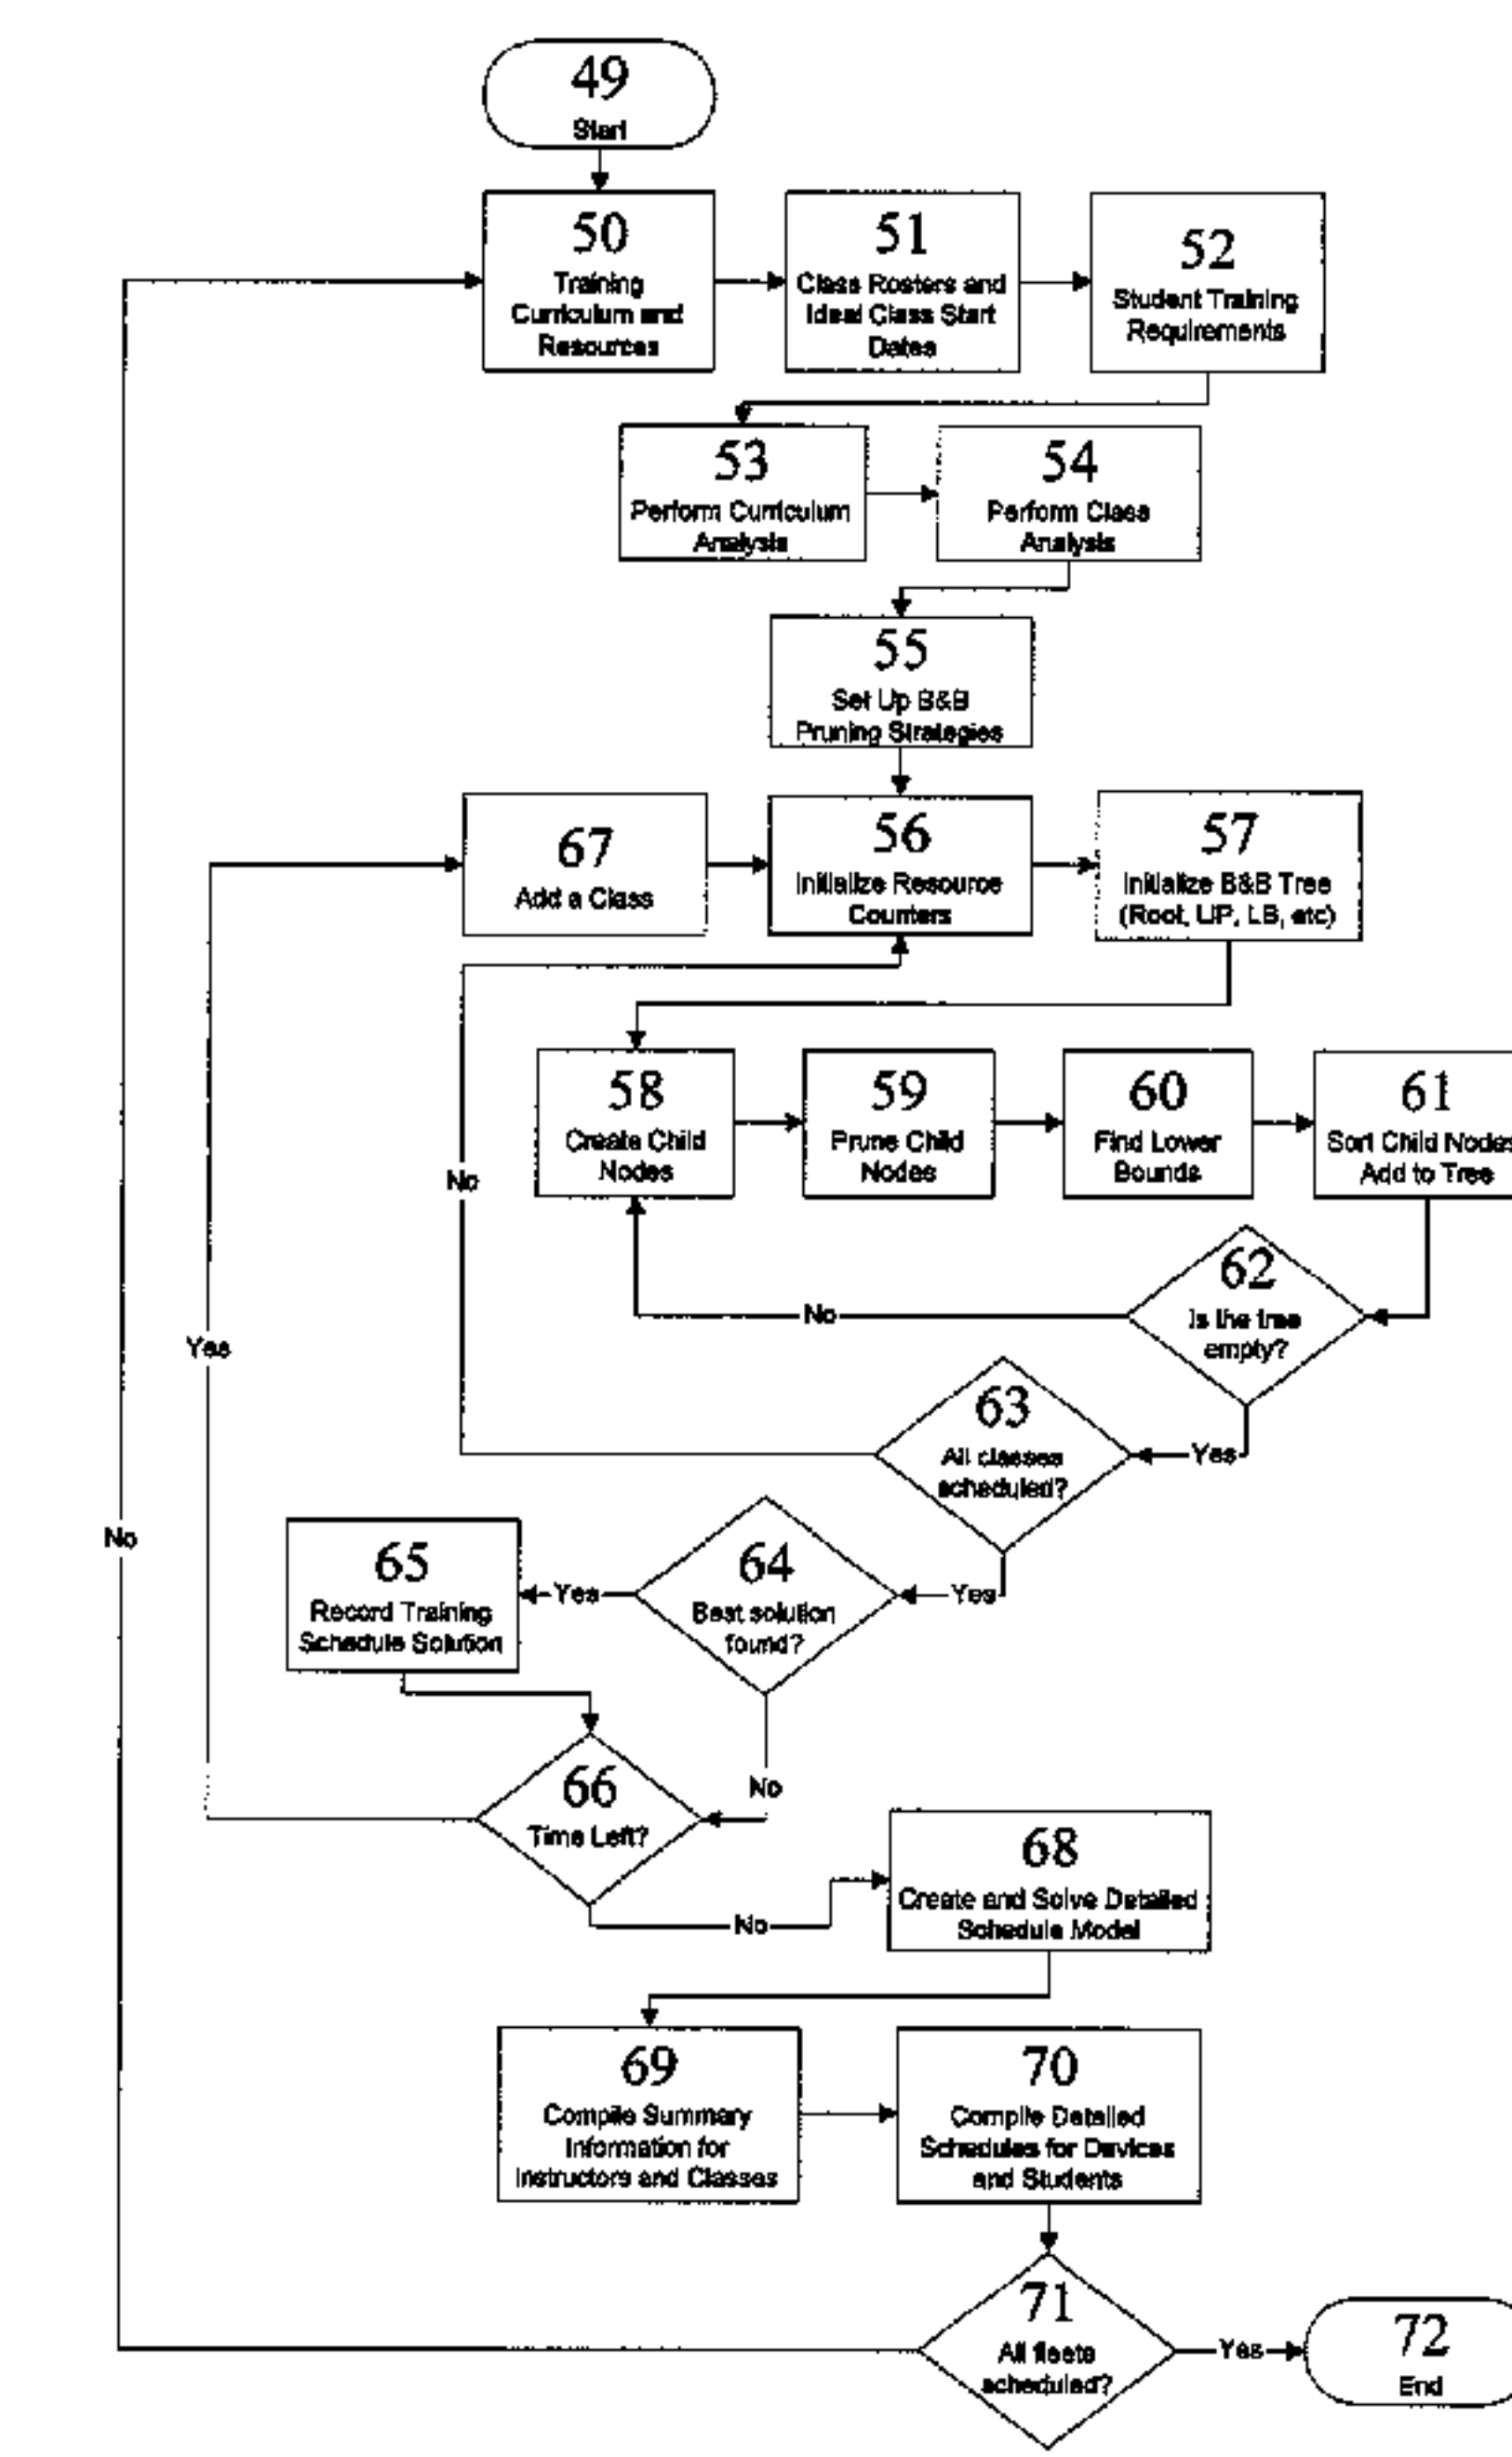 49
Start
50
Training
Curriculum and
Resources
51
Class Rosters and
Ideal Class Start
Dates
52
Student Training
Requirements
53
Perform Curriculum
Analysis
54
Perform Class
Analysis
55
Set Up B&B
Pruning Strategies
67
Add a Class
56
Initialize Resource
Counters
57
Initialize B&B Tree
(Root, UP, LB, etc)
58
Create Child
Nodes
59
Prune Child
Nodes
60
Find Lower
Bounds
61
Sort Child Nodes
Add to Tree
No
62
Is the tree
empty?
No
Yes
63
All classes
scheduled?
Yes
No
64
Best solution
found?
Yes
Yes
65
Record Training
Schedule Solution
No
66
Time Left?
No
68
Create and Solve Detailed
Schedule Model
69
Compile Summary
Information for
Instructors and Classes
70
Compile Detailed
Schedules for Devices
and Students
71
All fleets
scheduled?
Yes
72
End